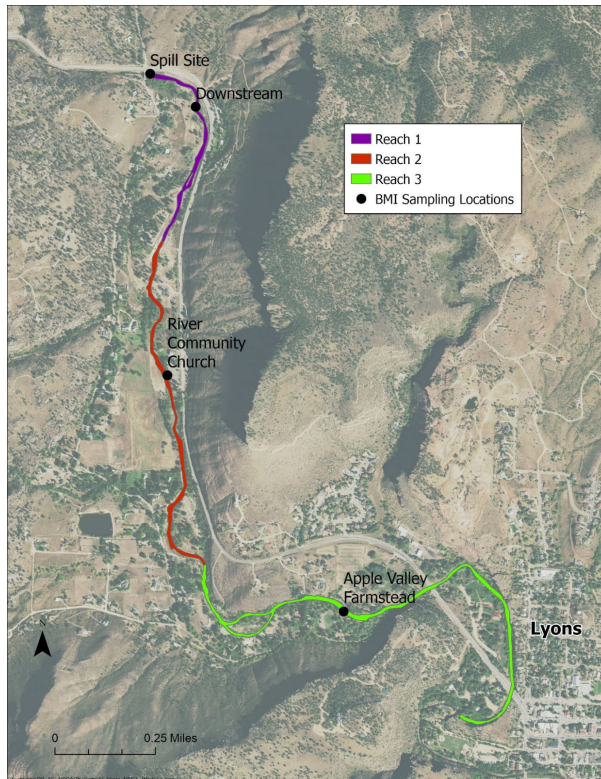 Spill Site
Downstream
Reach 1
Reach 2
Reach 3
BMI Sampling Locations
River
Community
Church
Apple Valley
Farmstead
Lyons
N
0
0.25 Miles